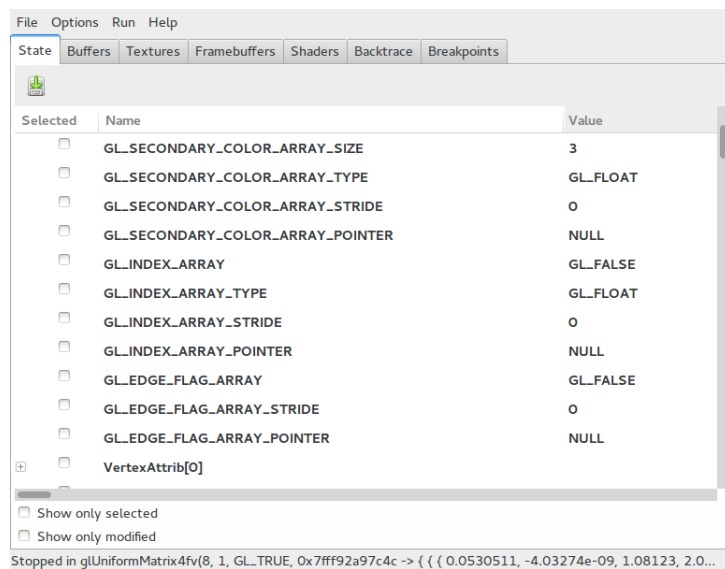 File Options Run Help
State Buffers Textures Framebuffers Shaders Backtrace Breakpoints
Selected Name Value
GL_SECONDARY_COLOR_ARRAY_SIZE 3
GL_SECONDARY_COLOR_ARRAY_TYPE GL_FLOAT
GL_SECONDARY_COLOR_ARRAY_STRIDE 0
GL_SECONDARY_COLOR_ARRAY_POINTER NULL
GL_INDEX_ARRAY GL_FALSE
GL_INDEX_ARRAY_TYPE GL_FLOAT
GL_INDEX_ARRAY_STRIDE 0
GL_INDEX_ARRAY_POINTER NULL
GL_EDGE_FLAG_ARRAY GL_FALSE
GL_EDGE_FLAG_ARRAY_STRIDE 0
GL_EDGE_FLAG_ARRAY_POINTER NULL
VertexAttrib[0]
Show only selected
Show only modified
Stopped in glUniformMatrix4fv(8, 1, GL_TRUE, 0x7fff92a97c4c -> { { { 0.0530511, -4.03274e-09, 1.08123, 2.0...